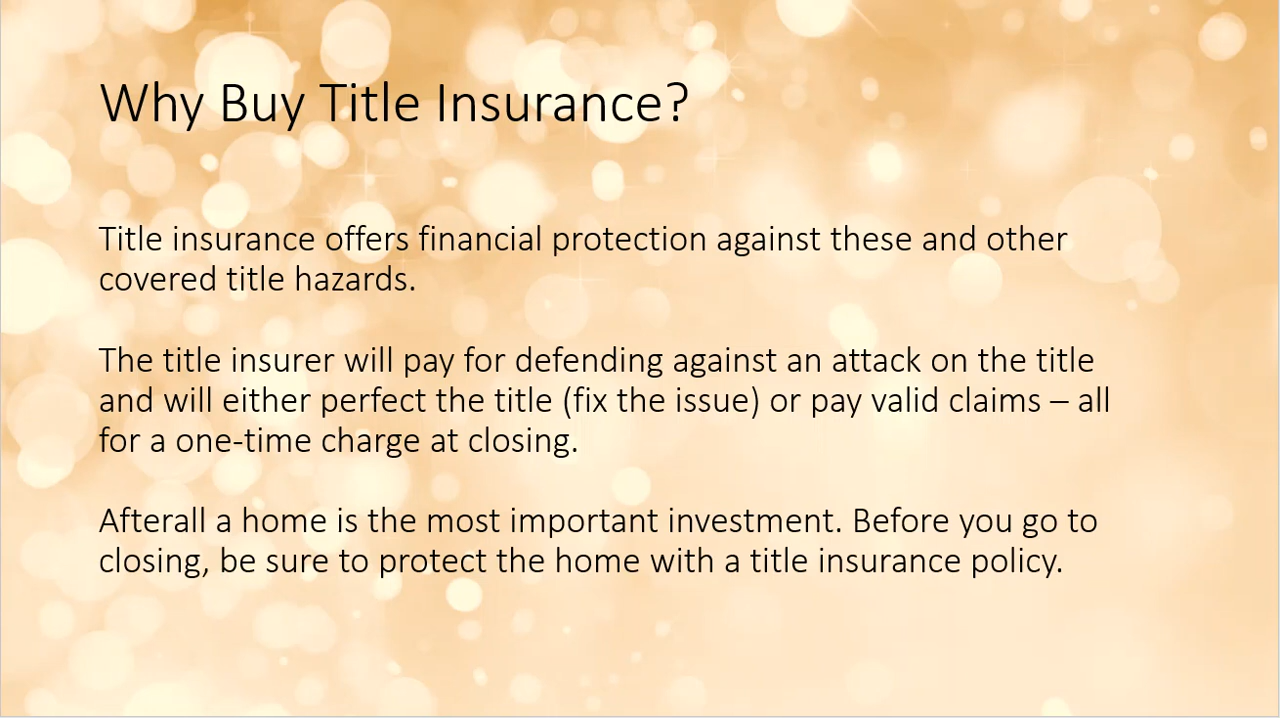 Why Buy Title Insurance?
Title insurance offers financial protection against these and other
covered title hazards.
The title insurer will pay for defending against an attack on the title
and will either perfect the title (fix the issue) or pay valid claims – all
for a one-time charge at closing.
Afterall a home is the most important investment. Before you go to
closing, be sure to protect the home with a title insurance policy.